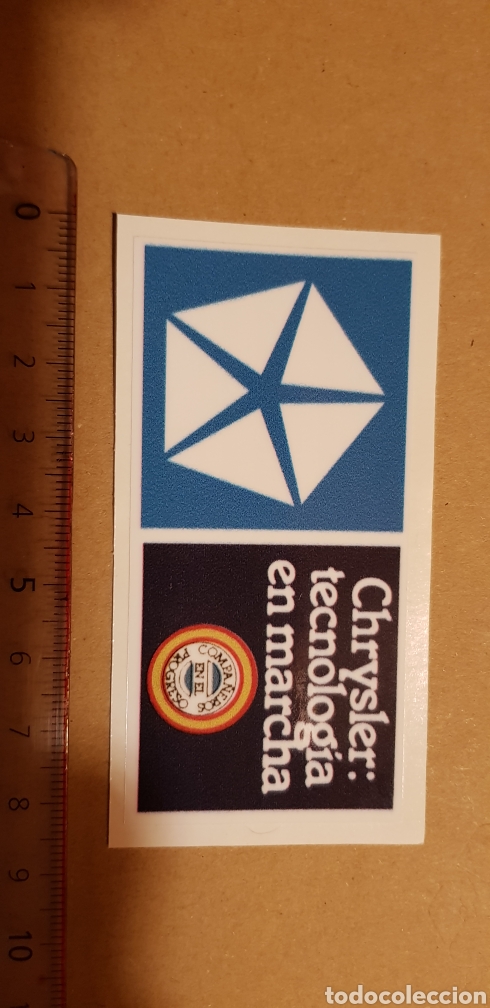 Chrysler:
tecnología
en marcha
COMPAÑEROS
EN EL
PROGRESO
0
1
2
3
4
5
6
7
8
9
10
todocoleccion